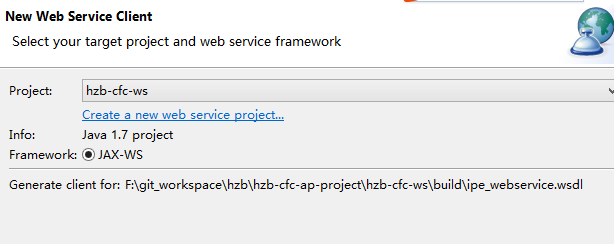 New Web Service Client
Select your target project and web service framework
Project: hzb-cfc-ws
Create a new web service project...
Info: Java 1.7 project
Framework: JAX-WS
Generate client for: F:\git_workspace\hzb\hzb-cfc-ap-project\hzb-cfc-ws\build\ipe_webservice.wsdl